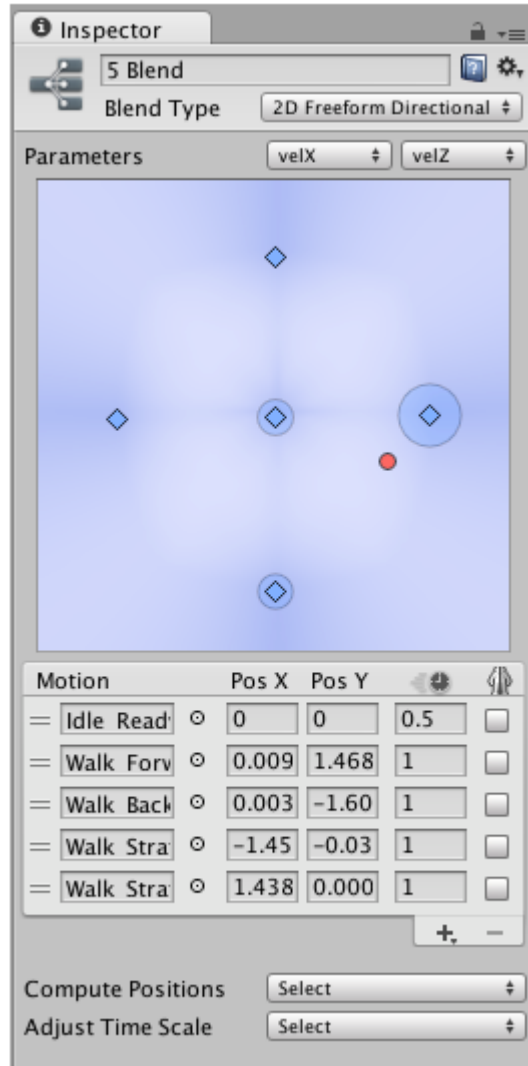 Inspector
5 Blend
Blend Type 2D Freeform Directional
Parameters velX velZ
Motion Pos X Pos Y
Idle Read 0 0 0.5
Walk Forv 0.009 1.468 1
Walk Back 0.003 -1.60 1
Walk Stra -1.45 -0.03 1
Walk Stra 1.438 0.000 1
Compute Positions Select
Adjust Time Scale Select